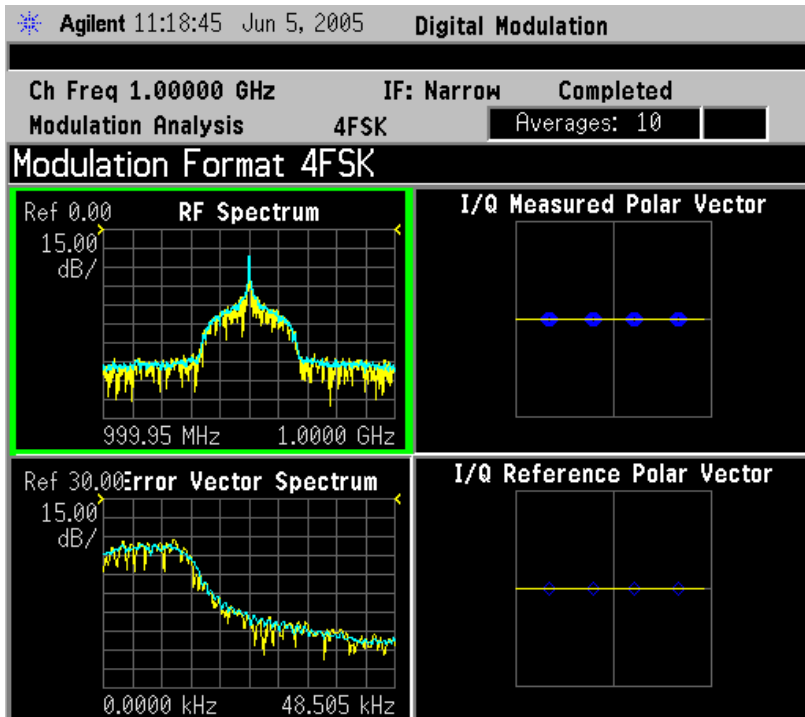 Agilent 11:18:45 Jun 5, 2005 Digital Modulation
Ch Freq 1.00000 GHz IF: Narrow Completed
Modulation Analysis 4FSK Averages: 10
Modulation Format 4FSK
Ref 0.00 RF Spectrum
15.00
dB/
999.95 MHz 1.0000 GHz
I/Q Measured Polar Vector
Ref 30.00 Error Vector Spectrum
15.00
dB/
0.0000 kHz 48.505 kHz
I/Q Reference Polar Vector